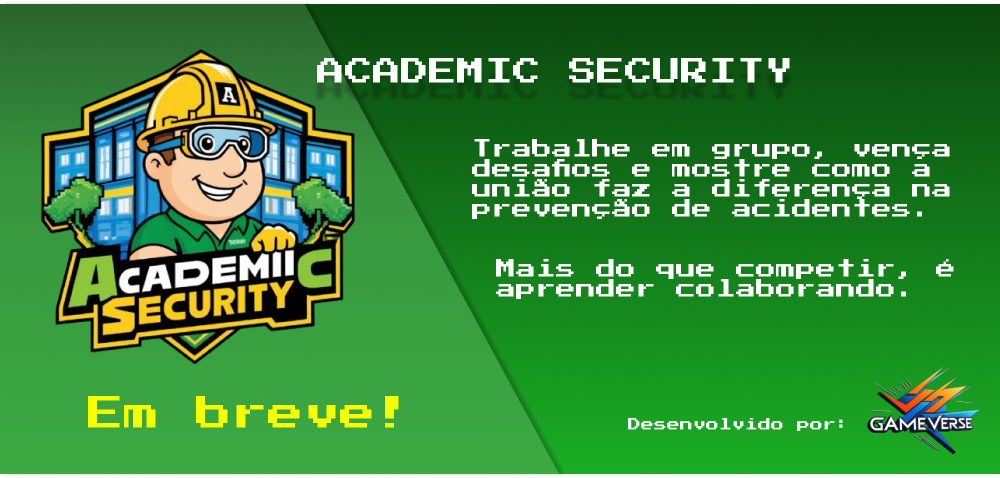 ACADEMIC SECURITY
A
ACADEMIIC
SECURITY
Trabalhe em grupo, vença
desafios e mostre como a
união faz a diferença na
prevenção de acidentes.
Mais do que competir, é
aprender colaborando.
Em breve!
Desenvolvido por:
GAMEVERSE